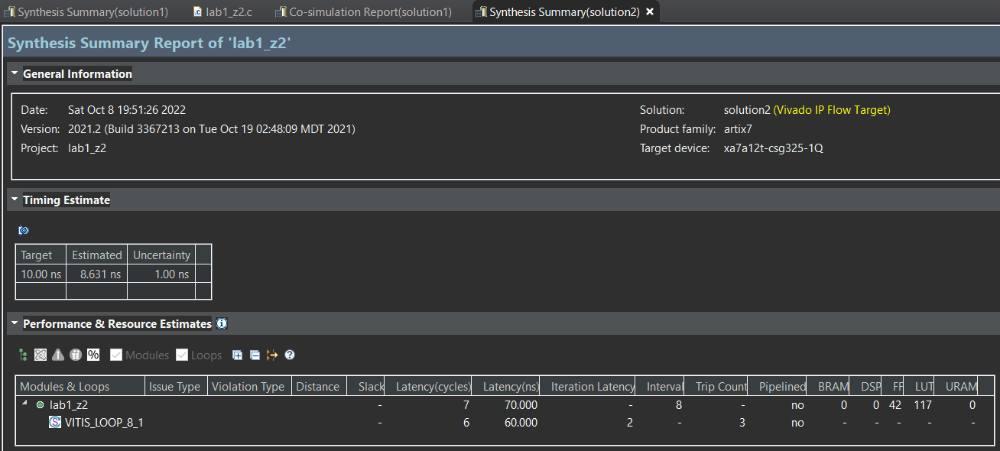 Synthesis Summary(solution1) lab1_z2.c Co-simulation Report(solution1) Synthesis Summary(solution2)
Synthesis Summary Report of 'lab1_z2'
General Information
Date: Sat Oct 8 19:51:26 2022 Solution: solution2 (Vivado IP Flow Target)
Version: 2021.2 (Build 3367213 on Tue Oct 19 02:48:09 MDT 2021) Product family: artix7
Project: lab1_z2 Target device: xa7a12t-csg325-1Q
Timing Estimate
Target Estimated Uncertainty
10.00 ns 8.631 ns 1.00 ns
Performance & Resource Estimates
% Modules Loops
Modules & Loops Issue Type Violation Type Distance Slack Latency(cycles) Latency(ns) Iteration Latency Interval Trip Count Pipelined BRAM DSP FF LUT URAM
lab1_z2 - 7 70.000 - 8 - no 0 0 42 117 0
VITIS_LOOP_8_1 - 6 60.000 2 - 3 no - - - - -